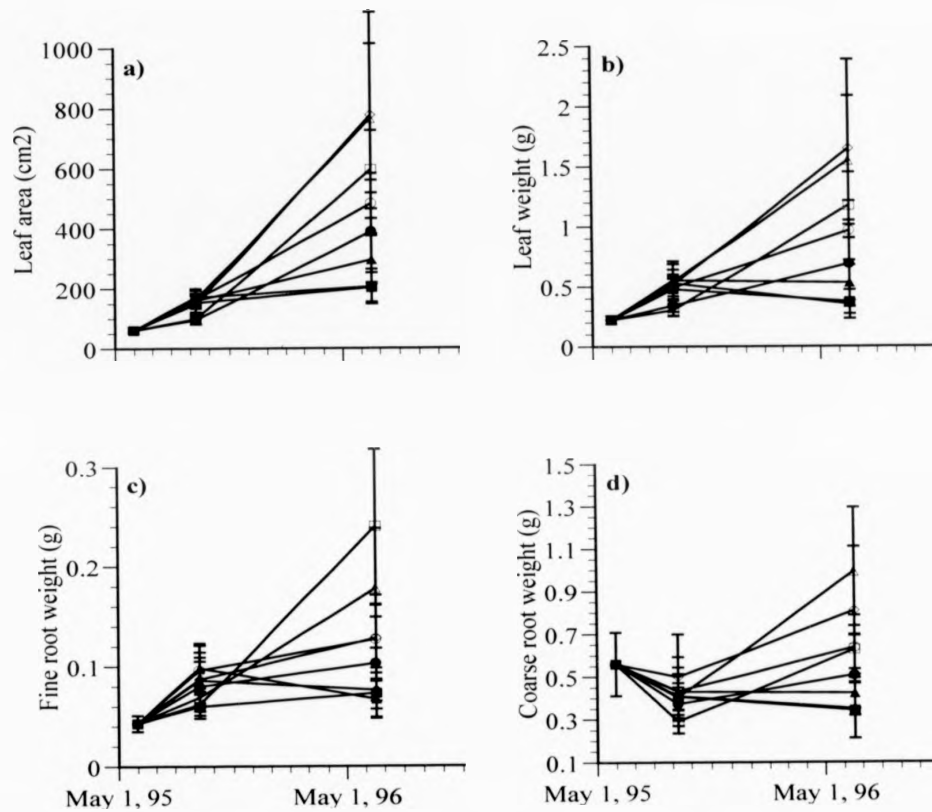 a)
Leaf area (cm2)
1000
800
600
400
200
0
May 1, 95
May 1, 96
b)
Leaf weight (g)
2.5
2
1.5
1
0.5
0
c)
Fine root weight (g)
0.3
0.2
0.1
0
May 1, 95
May 1, 96
d)
Coarse root weight (g)
1.5
1.3
1.1
0.9
0.7
0.5
0.3
0.1